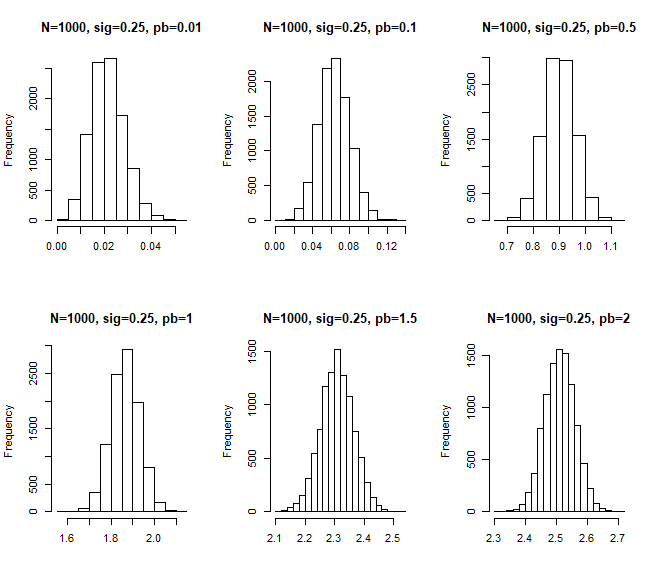 N=1000, sig=0.25, pb=0.01
Frequency
0 500 1000 2000
0.00 0.02 0.04
N=1000, sig=0.25, pb=0.1
Frequency
0 500 1000 2000
0.00 0.04 0.08 0.12
N=1000, sig=0.25, pb=0.5
Frequency
0 500 1500 2500
0.7 0.8 0.9 1.0 1.1
N=1000, sig=0.25, pb=1
Frequency
0 500 1500 2500
1.6 1.8 2.0
N=1000, sig=0.25, pb=1.5
Frequency
0 500 1000 1500
2.1 2.2 2.3 2.4 2.5
N=1000, sig=0.25, pb=2
Frequency
0 500 1000 1500
2.3 2.4 2.5 2.6 2.7